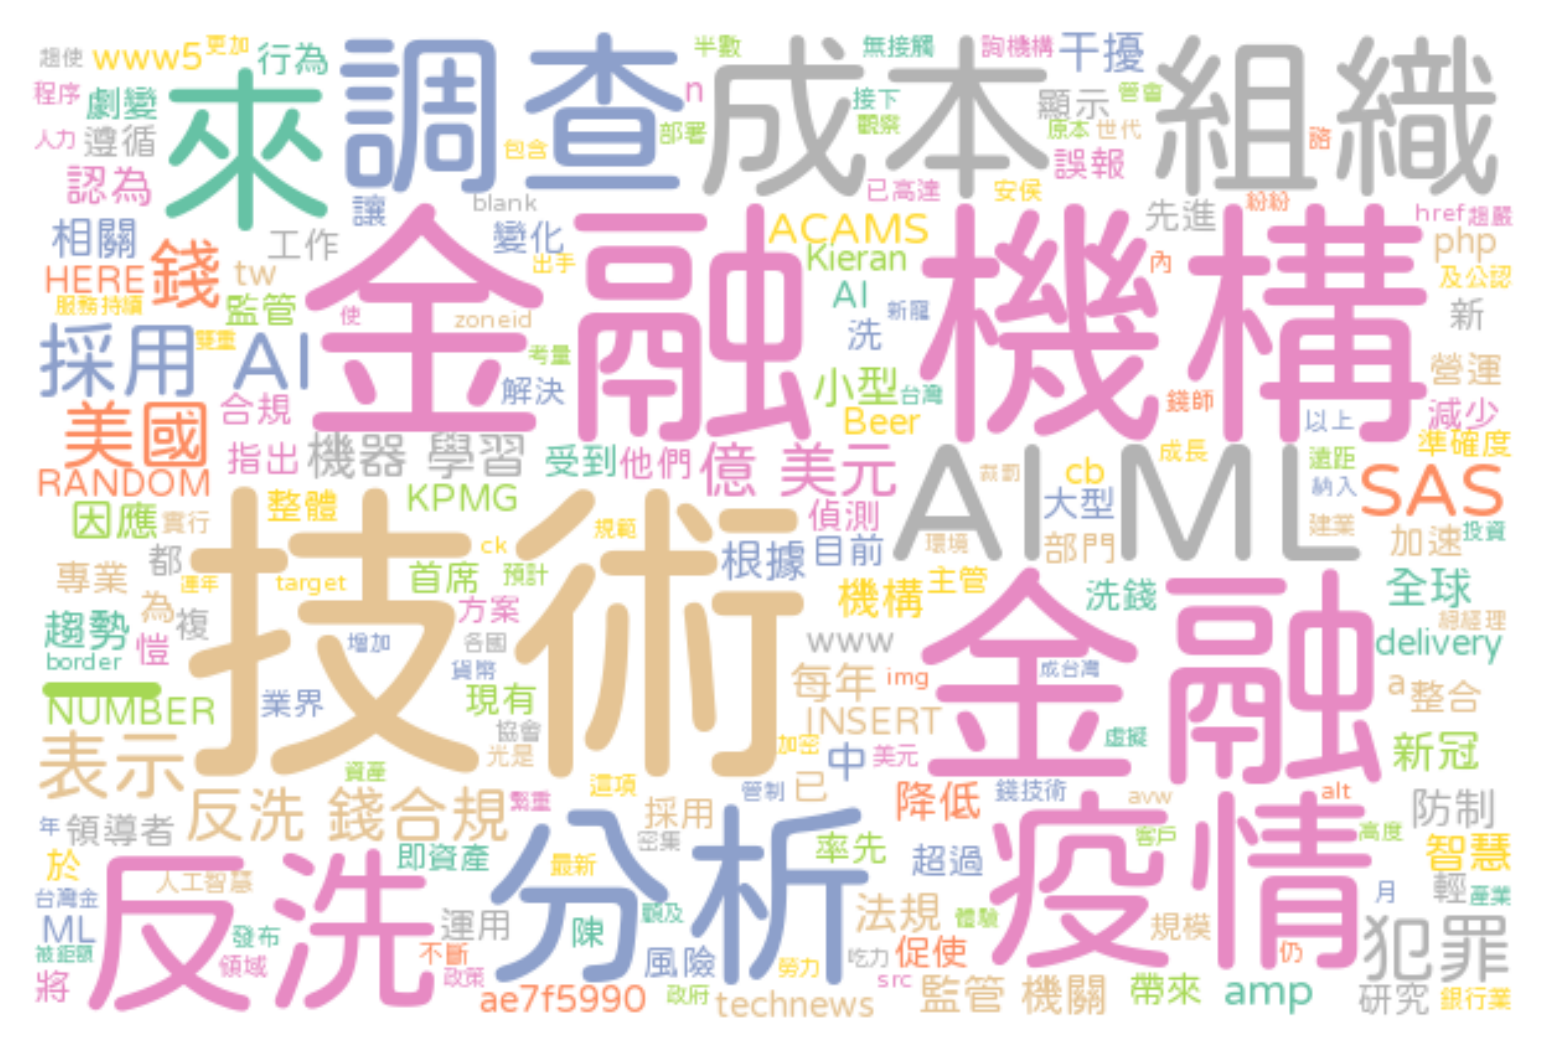 趨使 www5 更加 行為 調查 半數 成本 無接觸 詢機構 干擾 組織
程序 劇變 來 n 接下 顯示 管會
人力 遵循 包含 部署 觀察 原本 世代 諮
認為 誤報
讓 blank 已高達 安侯 先進 紛紛 href 趨嚴
相關 工作 變化 ACAMS php
HERE 錢 tw 金融 機構 出手 Kieran 內 及公認
服務持續 監管 使 zoneid AI 新寵 新
採用 AI 雙重 考量 洗
解決 小型 台灣 營運
美國 合規 Beer 錢師 以上 減少
指出 機器 學習 受到 他們 億 美元 AI ML 裁罰 cb 成長 遠距 準確度
RANDOM KPMG 大型 納入 SAS
因應 實行 整體 技術 規範 偵測 建業 加速 投資
都 ck 根據 目前 環境 部門
專業 連年 target 首席 預計 機構 主管 洗錢 金融 全球
趨勢 為 複 方案 總經理
border 愷 增加 各國 www delivery
貨幣 每年 img 成台灣 a 整合
NUMBER 業界 現有 INSERT
表示 協會 光是 加密 中 美元 虛擬 新冠
資產 這項 管制 已 降低 錢技術 avw alt 防制
反洗 錢合規 繁重 採用
年 領導者 分析 密集 率先 疫情 客戶 高度
於 即資產 最新 超過 智慧
台灣金 人工智慧 反洗 月 輕 產業
ML 運用 陳 顧及 法規 體驗 規模 犯罪
被鉅額 發布 不斷 風險 勞力 吃力 促使 仍
將 領域 政策 src
ae7f5990 政府 technews 監管 機關 帶來 amp 研究 銀行業